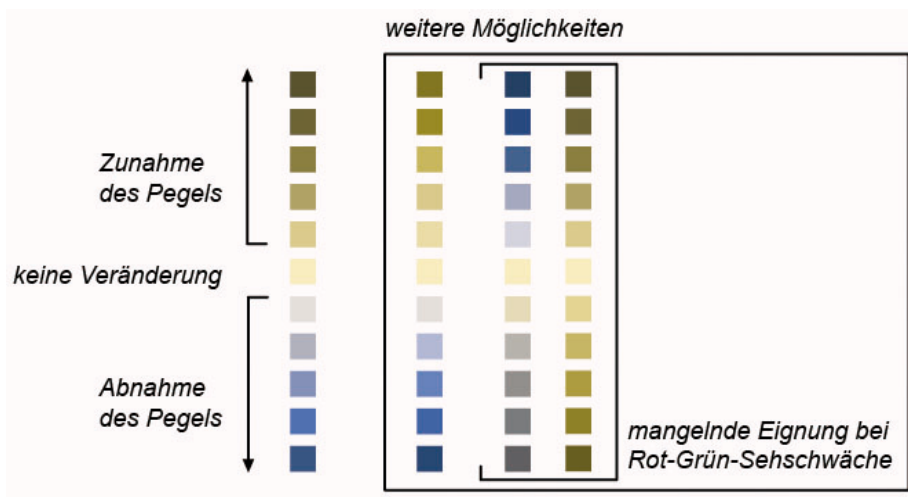 weitere Möglichkeiten
Zunahme
des Pegels
keine Veränderung
Abnahme
des Pegels
mangelnde Eignung bei
Rot-Grün-Sehschwäche